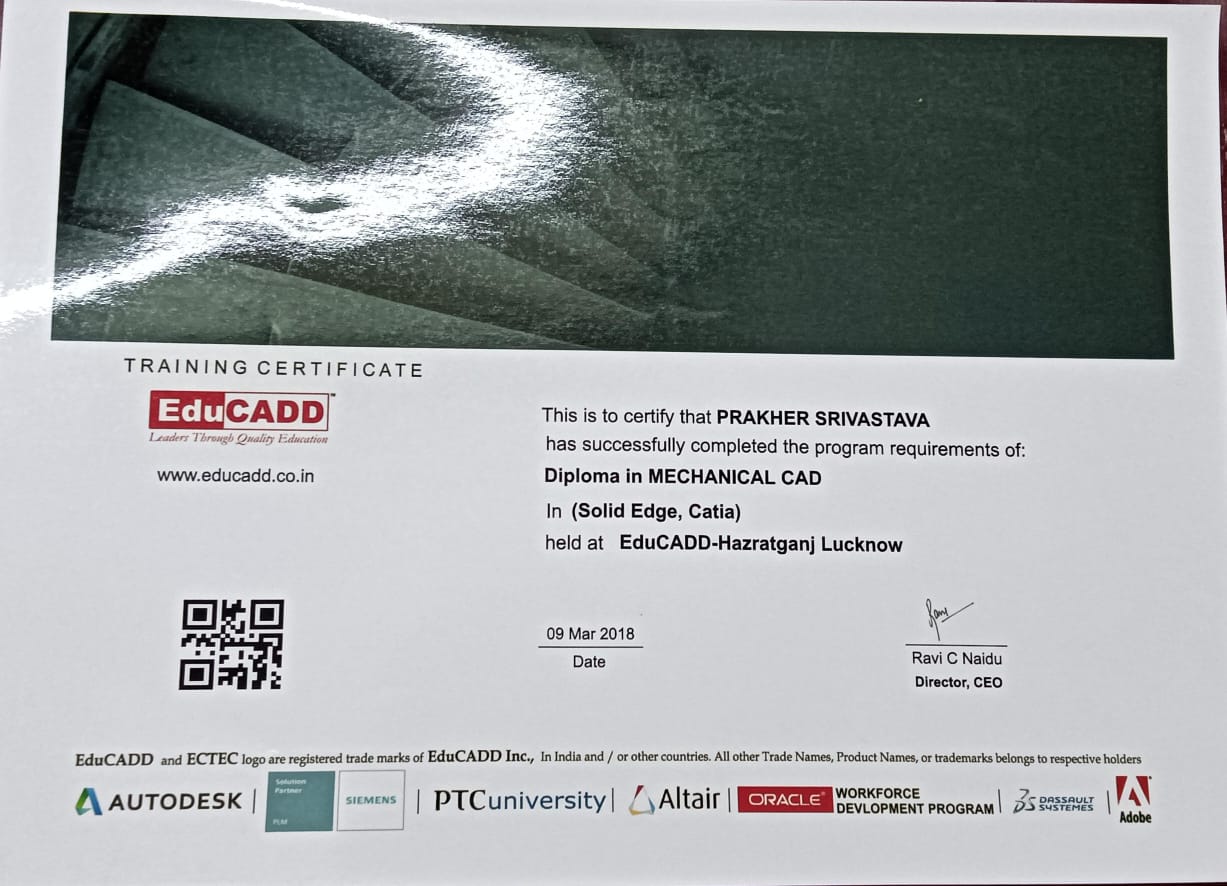 TRAINING CERTIFICATE
EduCADD™
Leaders Through Quality Education
www.educadd.co.in
This is to certify that PRAKHER SRIVASTAVA
has successfully completed the program requirements of:
Diploma in MECHANICAL CAD
In (Solid Edge, Catia)
held at EduCADD-Hazratganj Lucknow
09 Mar 2018
Date
Ravi C Naidu
Director, CEO
EduCADD and ECTEC logo are registered trade marks of EduCADD Inc., In India and / or other countries. All other Trade Names, Product Names, or trademarks belongs to respective holders
AUTODESK
Solution
Partner
PLM
SIEMENS
PTCuniversity
Altair
ORACLE®
WORKFORCE
DEVLOPMENT PROGRAM
DASSAULT
SYSTEMES
Adobe